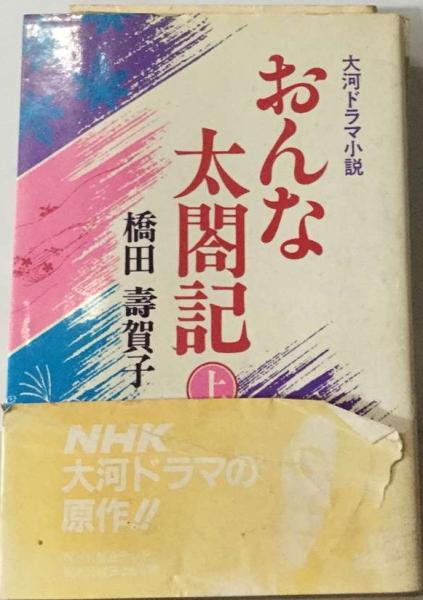 大河ドラマ小説
おんな
太閤記
上
橋田 壽賀子
NHK
大河ドラマの
原作!!